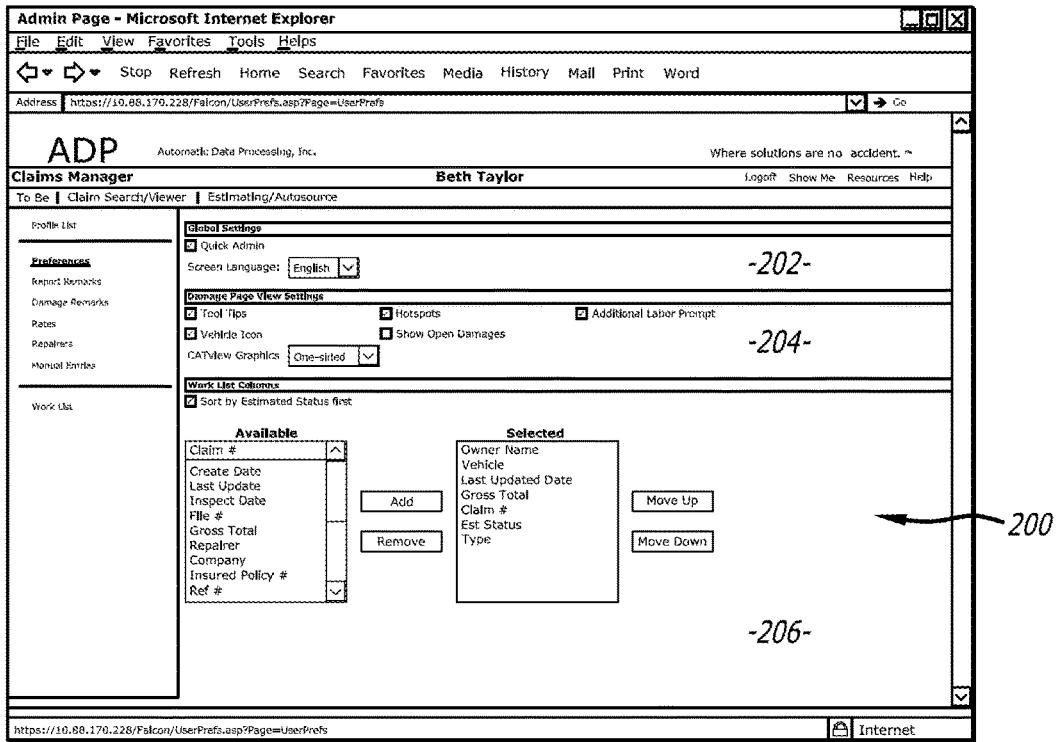 Admin Page - Microsoft Internet Explorer
File Edit View Favorites Tools Helps
Stop Refresh Home Search Favorites Media History Mail Print Word
Address https://10.88.170.228/Falcon/UserPrefs.asp?Page=UserPrefs Go
ADP Automatic Data Processing, Inc. Where solutions are no accident. ™
Claims Manager Beth Taylor Logoff Show Me Resources Help
To Be | Claim Search/Viewer | Estimating/Autosource
Profile List
Preferences
Report Remarks
Damage Remarks
Rates
Repairers
Manual Entries
Work List
Global Settings
Quick Admin
Screen Language: English
-202-
Damage Page View Settings
Tool Tips Hotspots Additional Labor Prompt
Vehicle Icon Show Open Damages
-204-
CATview Graphics One-sided
Work List Columns
Sort by Estimated Status first
Available
Claim #
Create Date
Last Update
Inspect Date
File #
Gross Total
Repairer
Company
Insured Policy #
Ref #
Add
Remove
Selected
Owner Name
Vehicle
Last Updated Date
Gross Total
Claim #
Est Status
Type
Move Up
Move Down
200
-206-
https://10.88.170.228/Falcon/UserPrefs.asp?Page=UserPrefs Internet